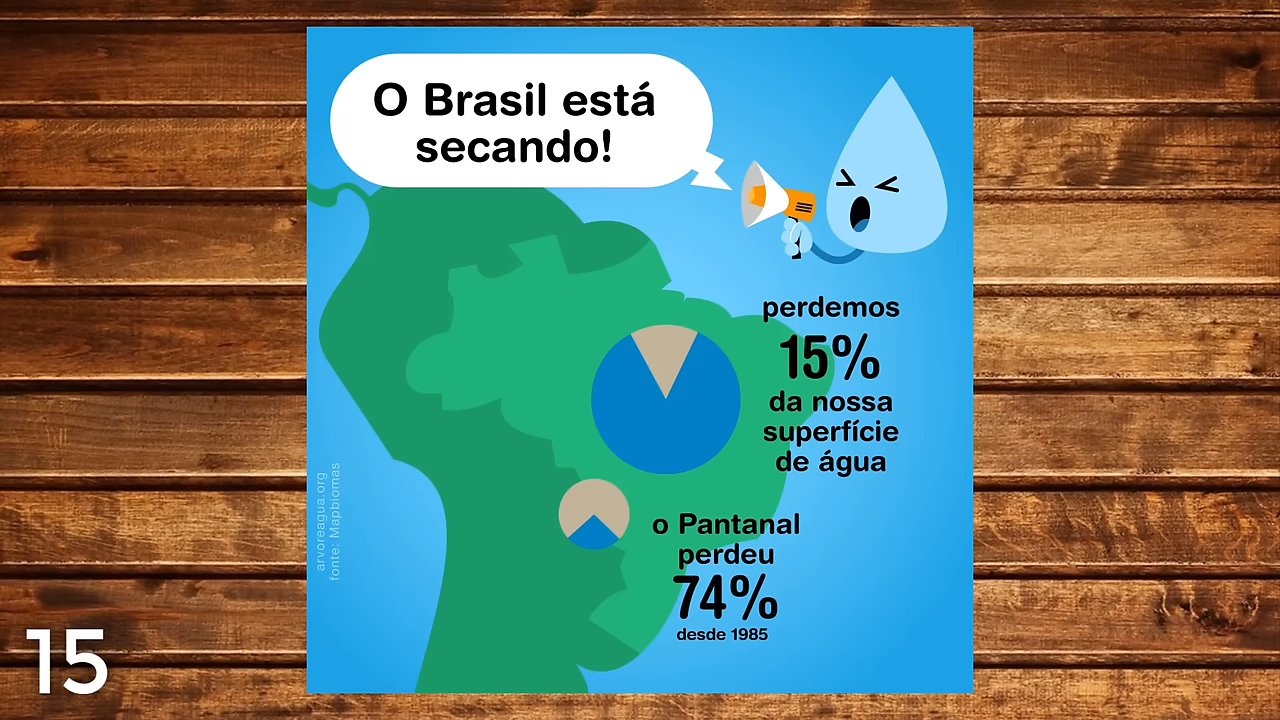 O Brasil está
secando!
perdemos
15%
da nossa
superfície
de água
o Pantanal
perdeu
74%
desde 1985
arvoreagua.org
fonte: Mapbiomas
15